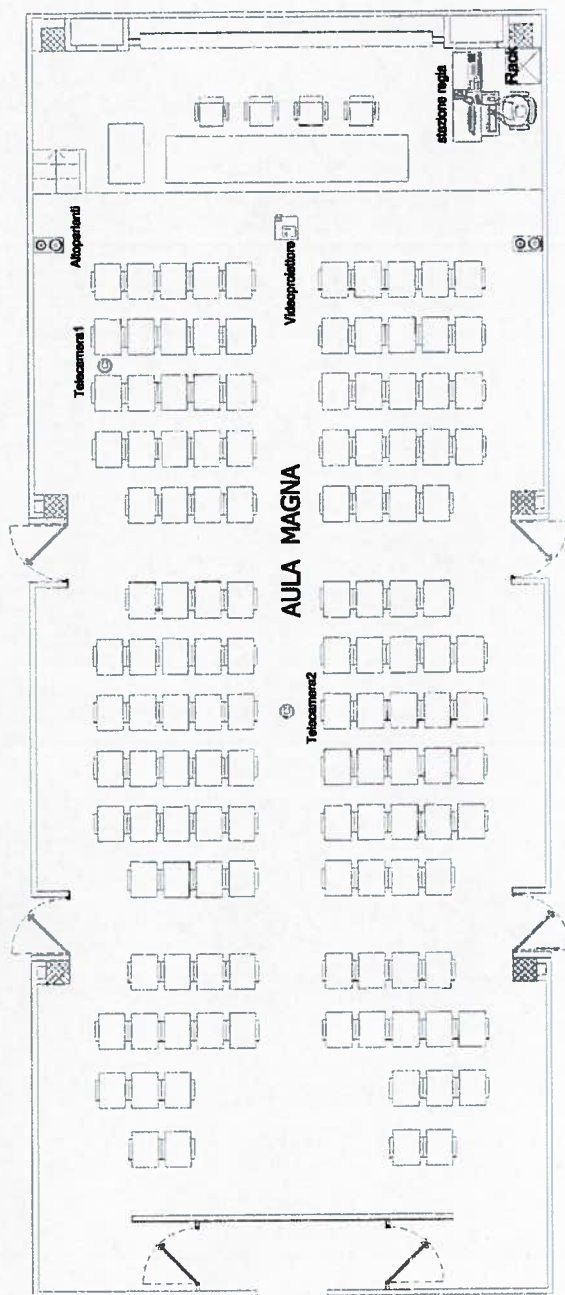 stazione regia
Rack
Altoparlanti
Videoproiettore
Telecamera1
AULA MAGNA
Telecamera2